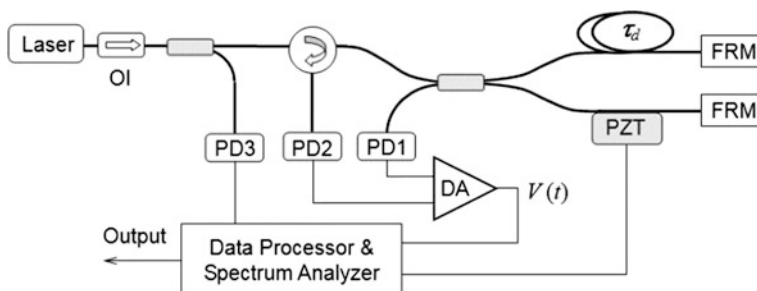 Laser
OI
τd
FRM
FRM
PZT
PD3
PD2
PD1
DA
V(t)
Output
Data Processor &
Spectrum Analyzer